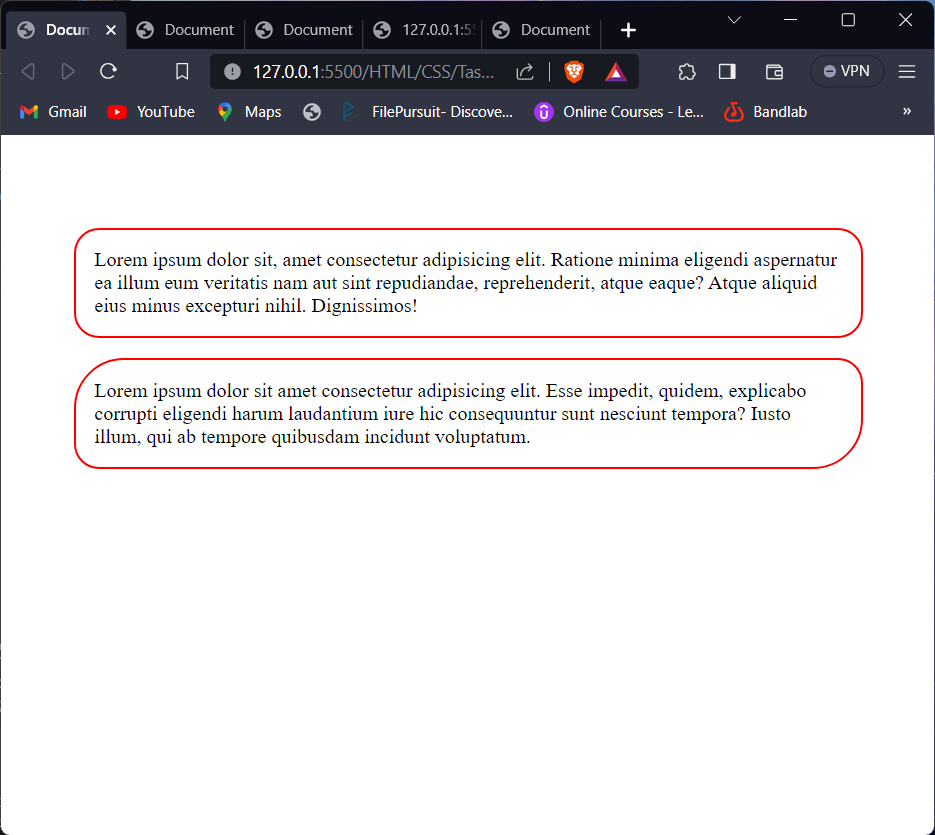 Docum
Document
Document
127.0.0.1:55
Document
127.0.0.1:5500/HTML/CSS/Tas...
VPN
Gmail
YouTube
Maps
FilePursuit- Discove...
Online Courses - Le...
Bandlab
»
Lorem ipsum dolor sit, amet consectetur adipisicing elit. Ratione minima eligendi aspernatur
ea illum eum veritatis nam aut sint repudiandae, reprehenderit, atque eaque? Atque aliquid
eius minus excepturi nihil. Dignissimos!
Lorem ipsum dolor sit amet consectetur adipisicing elit. Esse impedit, quidem, explicabo
corrupti eligendi harum laudantium iure hic consequuntur sunt nesciunt tempora? Iusto
illum, qui ab tempore quibusdam incidunt voluptatum.